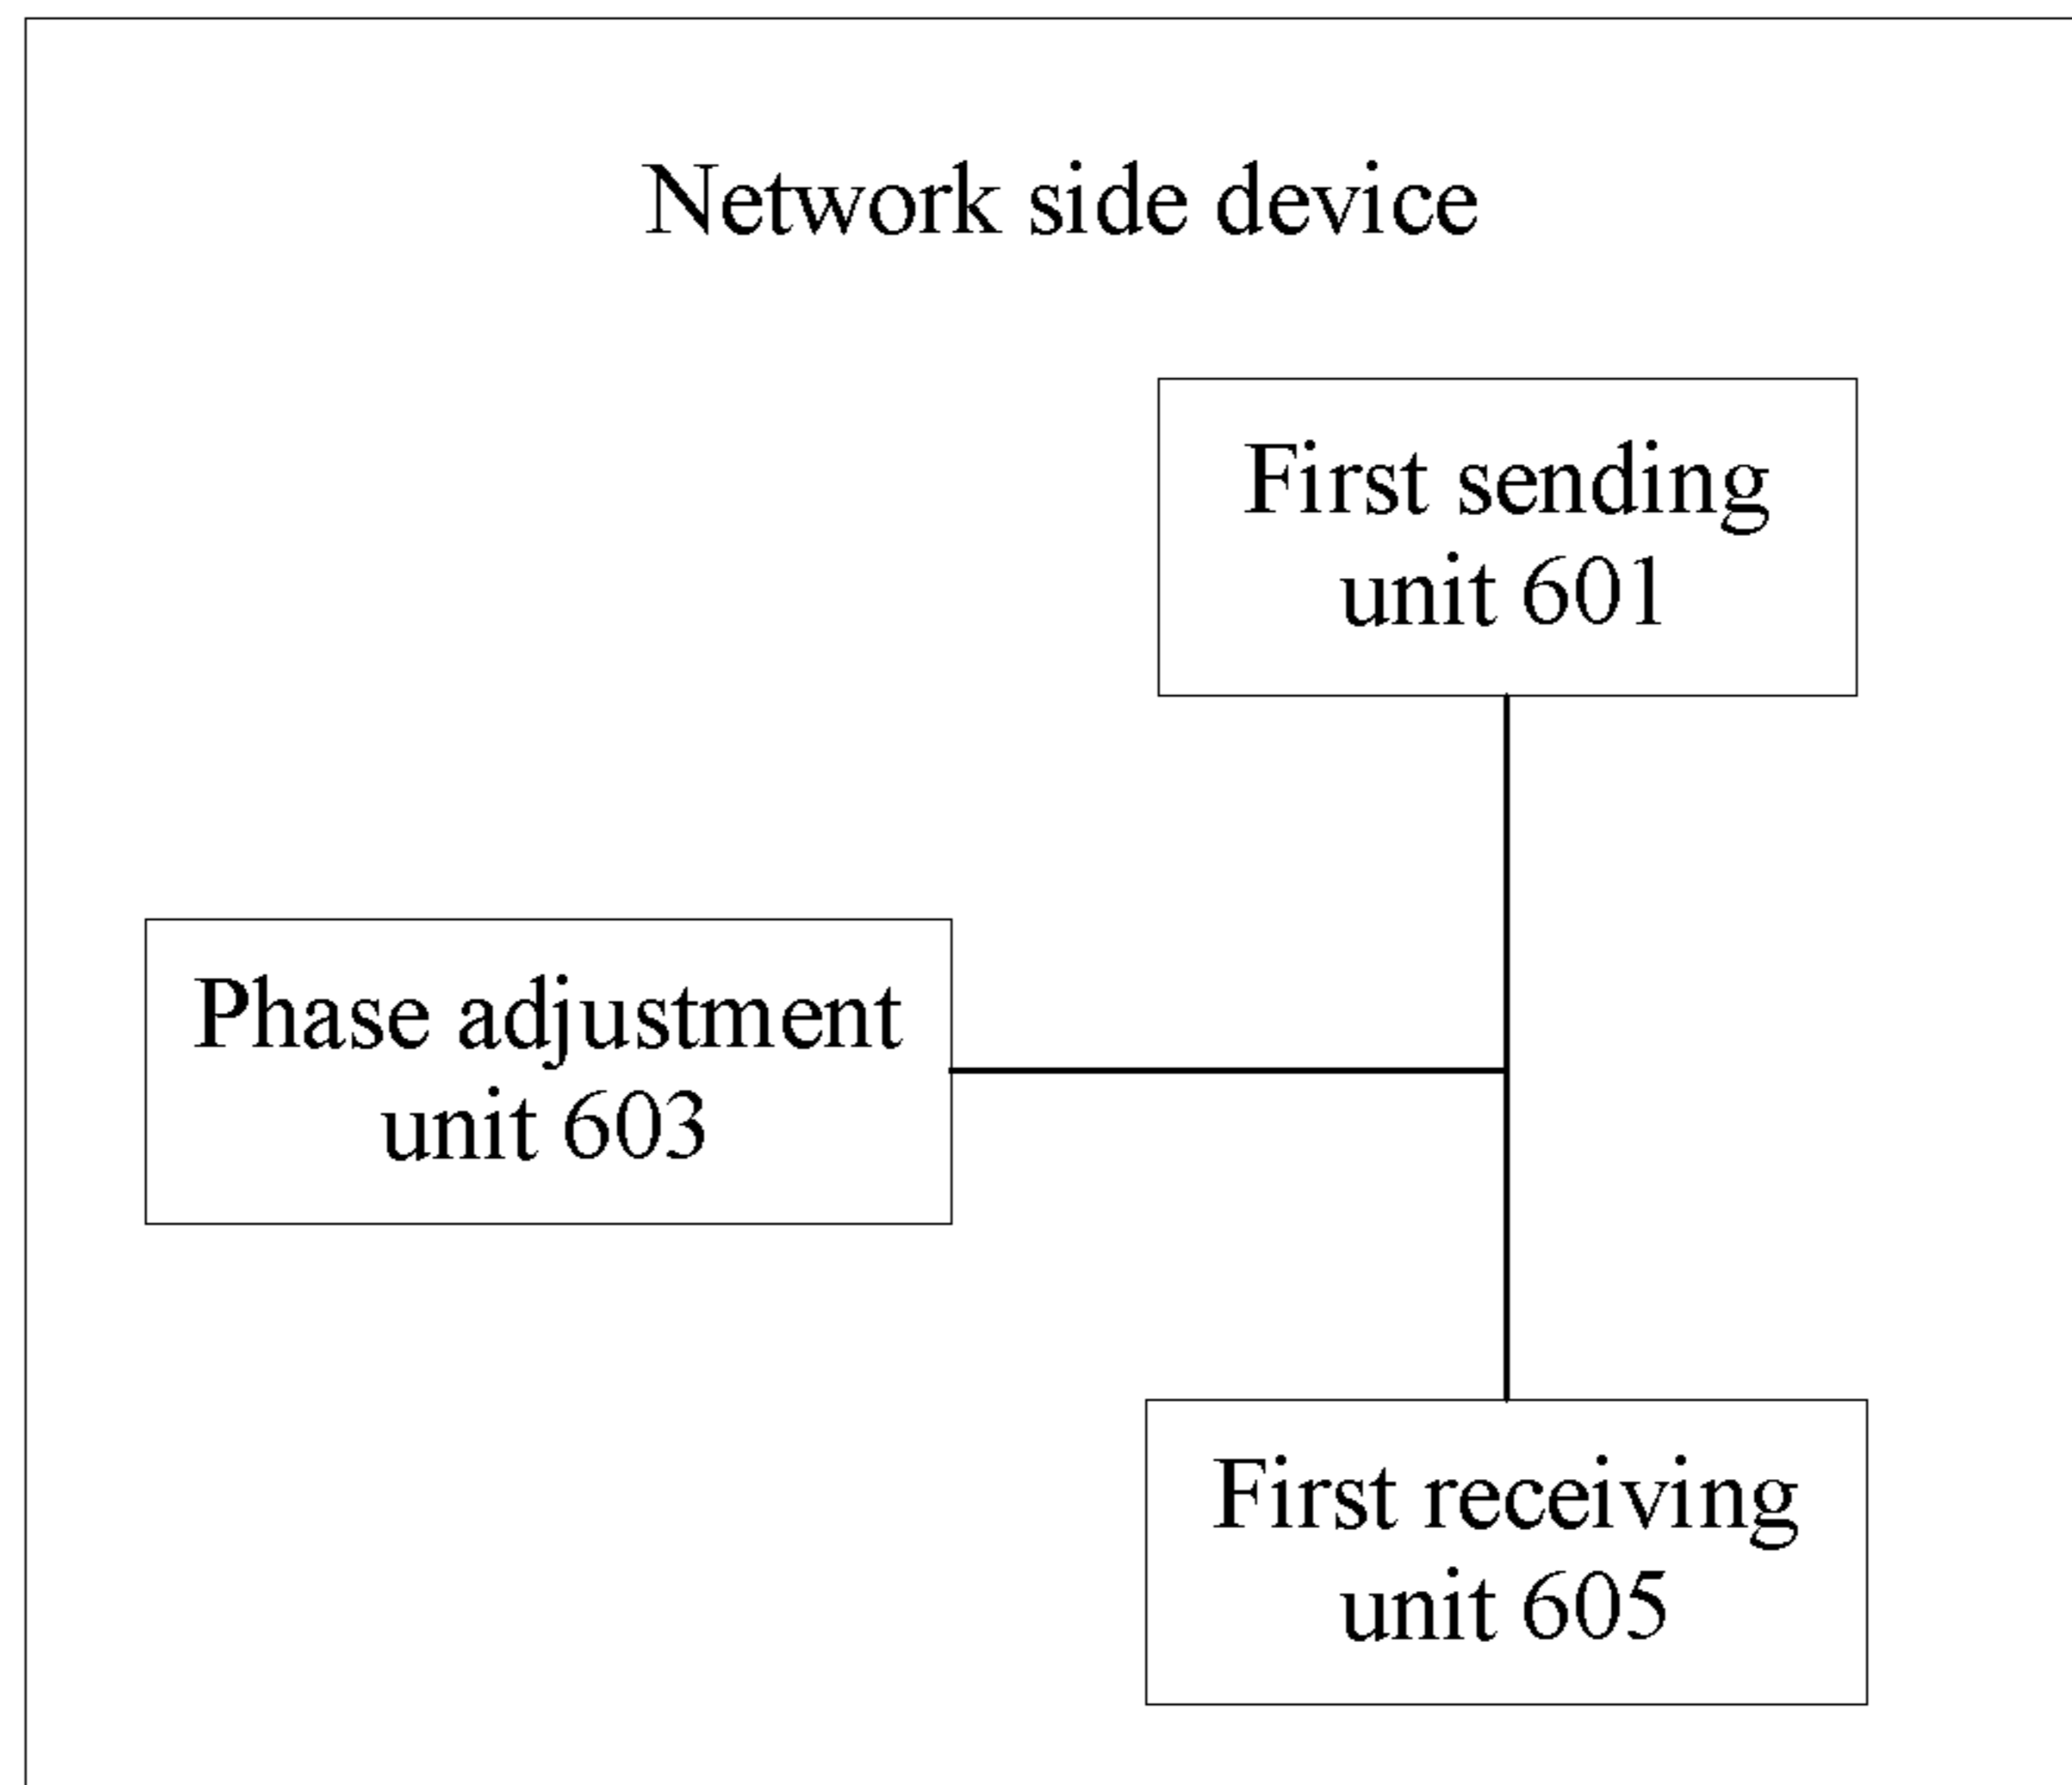 Network side device
First sending
unit 601
Phase adjustment
unit 603
First receiving
unit 605